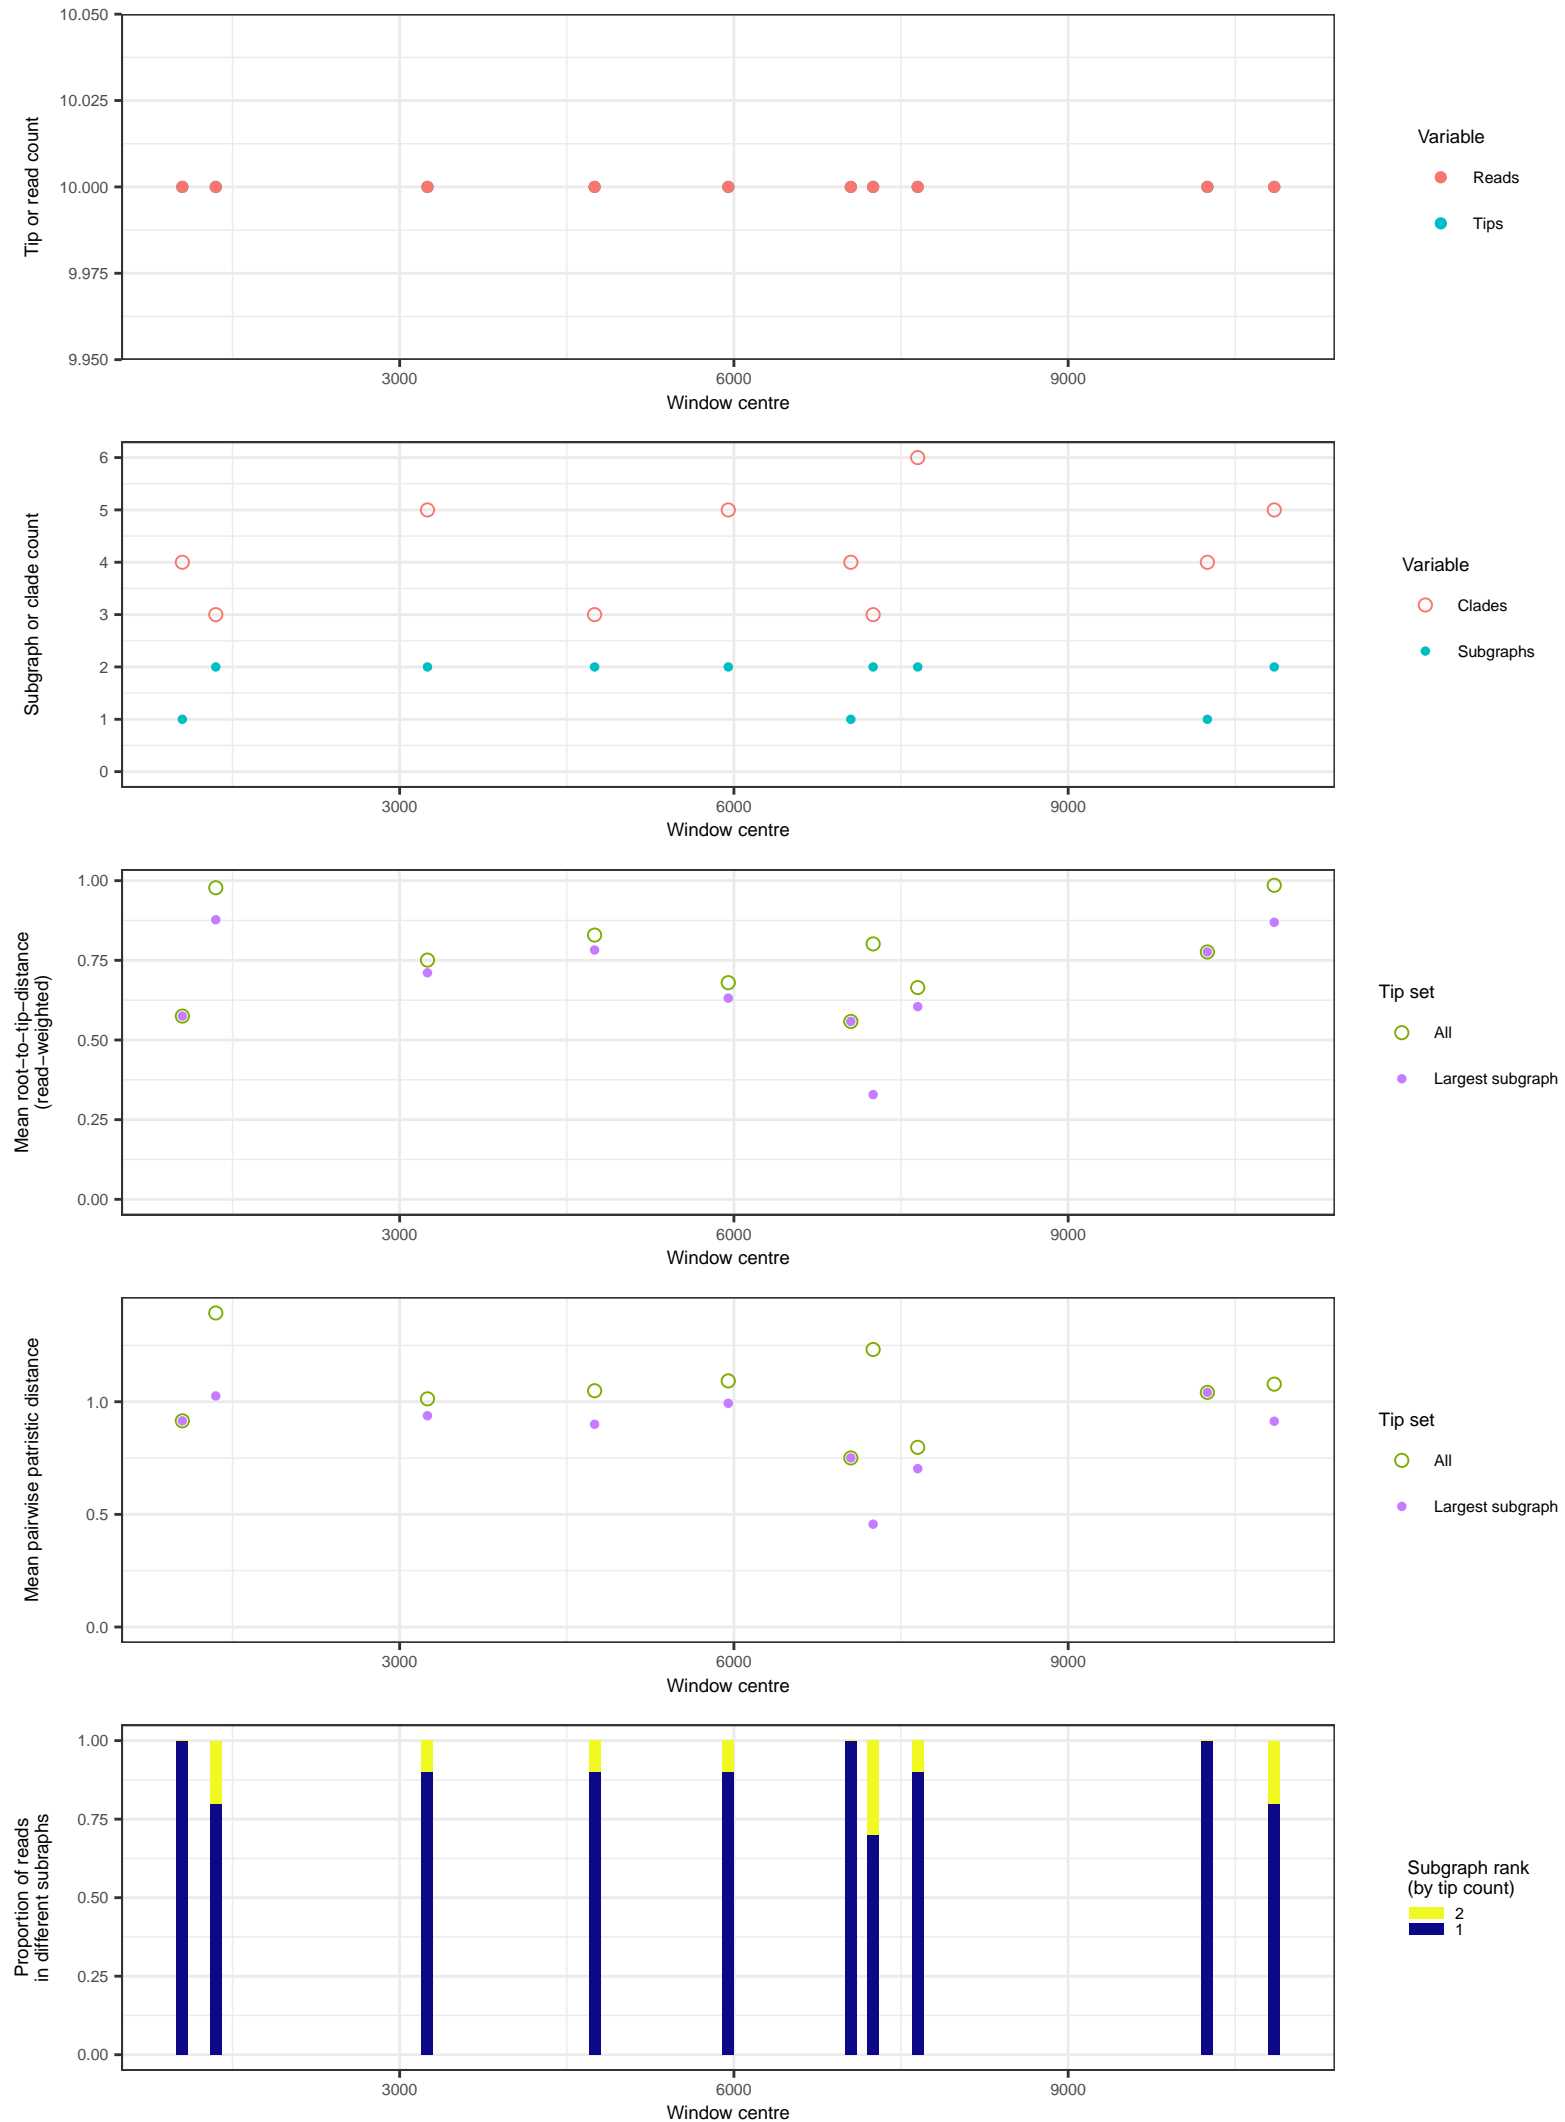 10.050
10.025
10.000
9.975
9.950
Tip or read count
3000
6000
9000
Window centre
Variable
Reads
Tips
6
5
4
3
2
1
0
Subgraph or clade count
3000
6000
9000
Window centre
Variable
Clades
Subgraphs
1.00
0.75
0.50
0.25
0.00
Mean root−to−tip−distance
(read−weighted)
3000
6000
9000
Window centre
Tip set
All
Largest subgraph
1.0
0.5
0.0
Mean pairwise patristic distance
3000
6000
9000
Window centre
Tip set
All
Largest subgraph
1.00
0.75
0.50
0.25
0.00
Proportion of reads
in different subraphs
3000
6000
9000
Window centre
Subgraph rank
(by tip count)
2
1